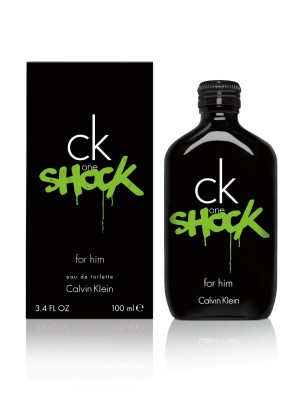 ck
one
SHOCK
for him
eau de toilette
Calvin Klein
3.4 FL OZ 100 ml ℮
ck
one
SHOCK
for him
Calvin Klein